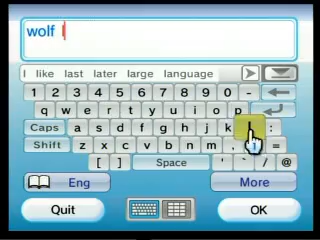 wolf l
I like last later large language
1 2 3 4 5 6 7 8 9 0 -
q w e r t y u i o p
Caps a s d f g h j k :
Shift z x c v b n m , . =
[ ] Space ' ` / @
Eng More
Quit OK